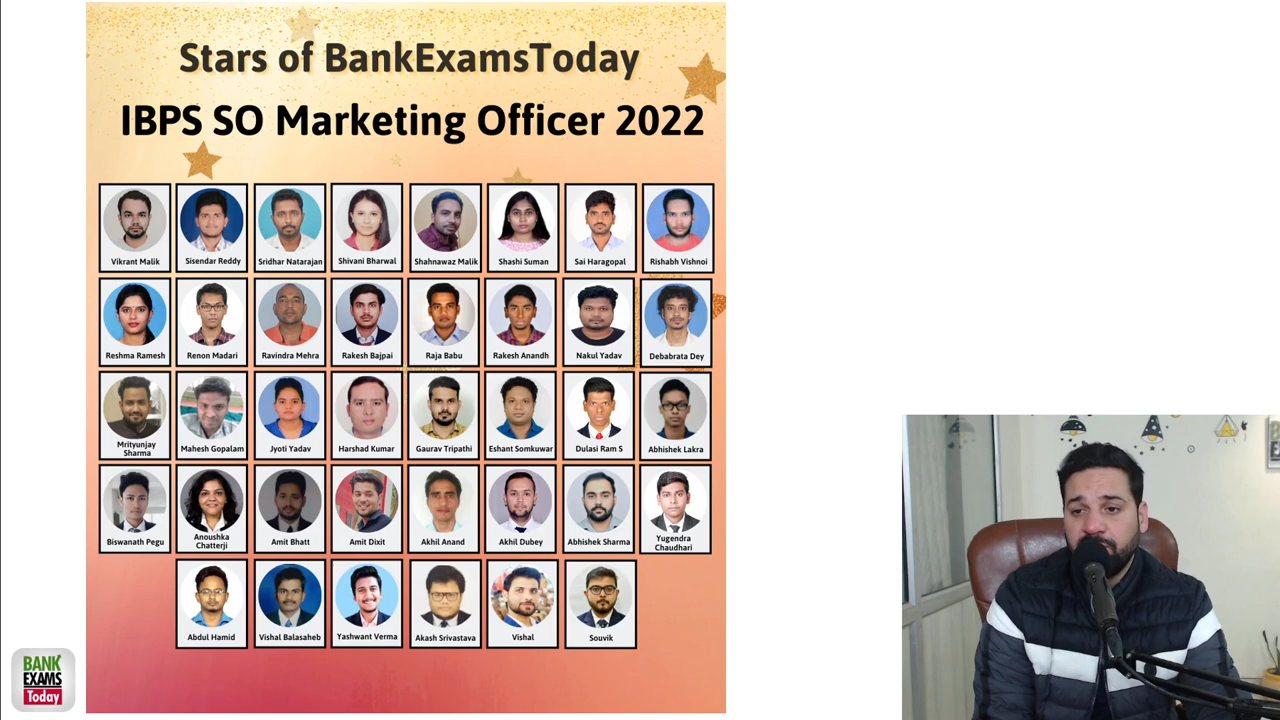 Stars of BankExamsToday
IBPS SO Marketing Officer 2022
Vikrant Malik
Sisendar Reddy
Sridhar Natarajan
Shivani Bharwal
Shahnawaz Malik
Shashi Suman
Sai Haragopal
Rishabh Vishnoi
Reshma Ramesh
Renon Madari
Ravindra Mehra
Rakesh Bajpai
Raja Babu
Rakesh Anandh
Nakul Yadav
Debabrata Dey
Mrityunjay
Sharma
Mahesh Gopalam
Jyoti Yadav
Harshad Kumar
Gaurav Tripathi
Eshant Somkuwar
Dulasi Ram S
Abhishek Lakra
Biswanath Pegu
Anoushka
Chatterji
Amit Bhatt
Amit Dixit
Akhil Anand
Akhil Dubey
Abhishek Sharma
Yugendra
Chaudhari
Abdul Hamid
Vishal Balasaheb
Yashwant Verma
Akash Srivastava
Vishal
Souvik
BANK
EXAMS
Today